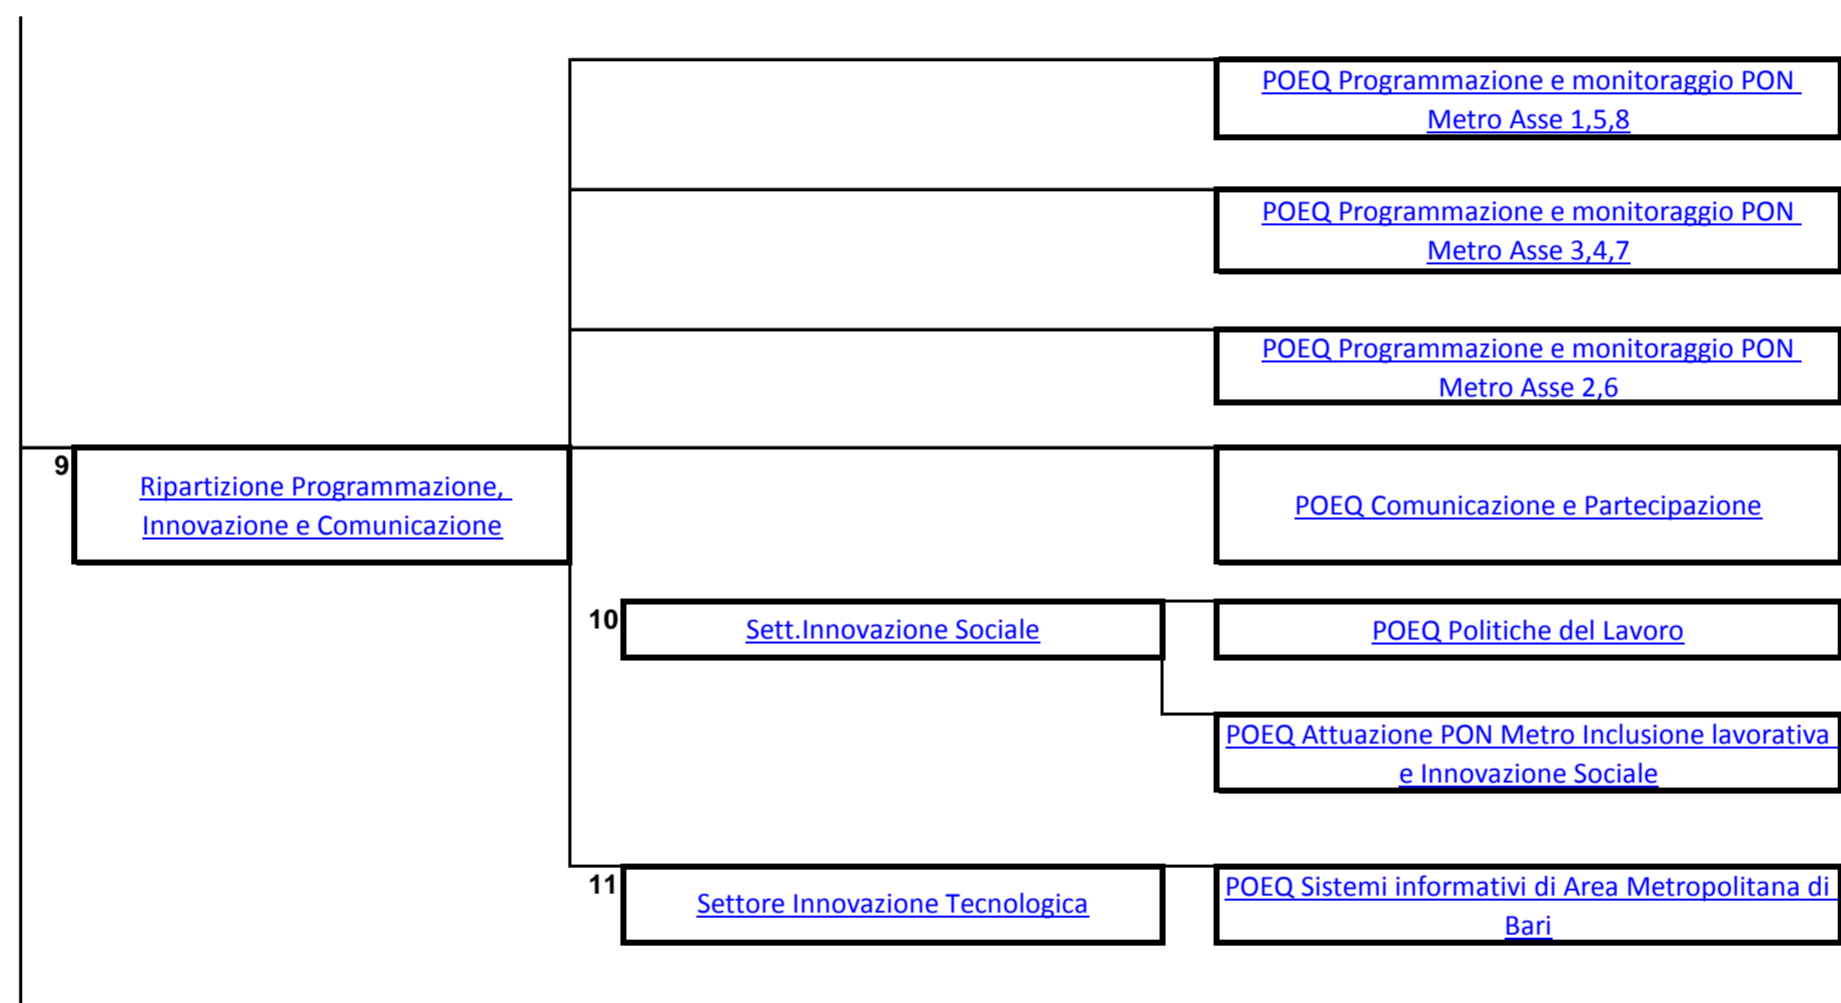 POEQ Programmazione e monitoraggio PON
Metro Asse 1,5,8
POEQ Programmazione e monitoraggio PON
Metro Asse 3,4,7
POEQ Programmazione e monitoraggio PON
Metro Asse 2,6
9
Ripartizione Programmazione,
Innovazione e Comunicazione
POEQ Comunicazione e Partecipazione
10
Sett.Innovazione Sociale
POEQ Politiche del Lavoro
POEQ Attuazione PON Metro Inclusione lavorativa
e Innovazione Sociale
11
Settore Innovazione Tecnologica
POEQ Sistemi informativi di Area Metropolitana di
Bari